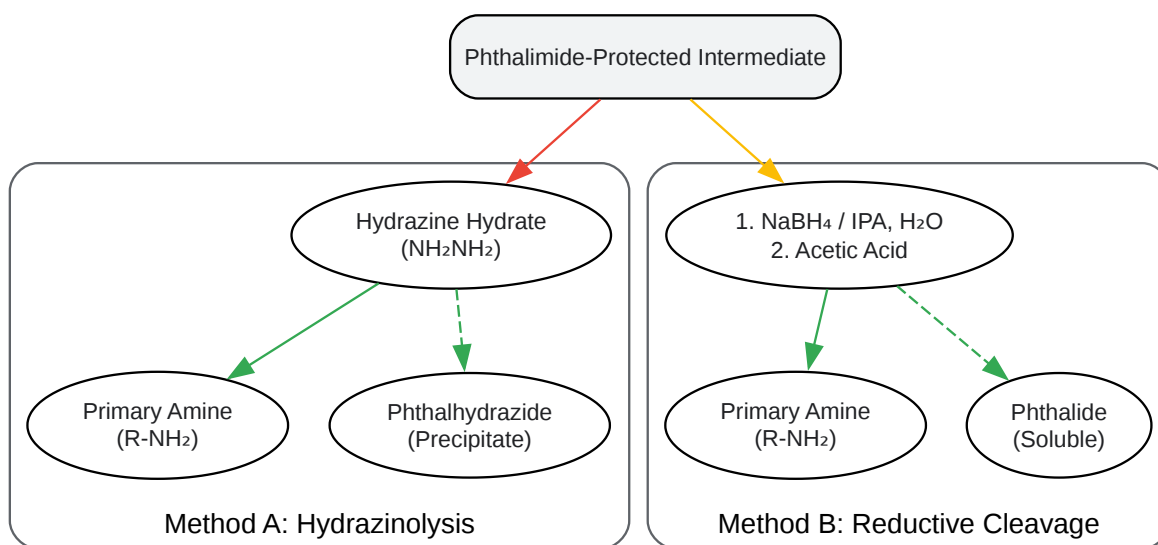 Phthalimide-Protected Intermediate
Hydrazine Hydrate
(NH₂NH₂)
1. NaBH₄ / IPA, H₂O
2. Acetic Acid
Primary Amine
(R-NH₂)
Phthalhydrazide
(Precipitate)
Primary Amine
(R-NH₂)
Phthalide
(Soluble)
Method A: Hydrazinolysis
Method B: Reductive Cleavage